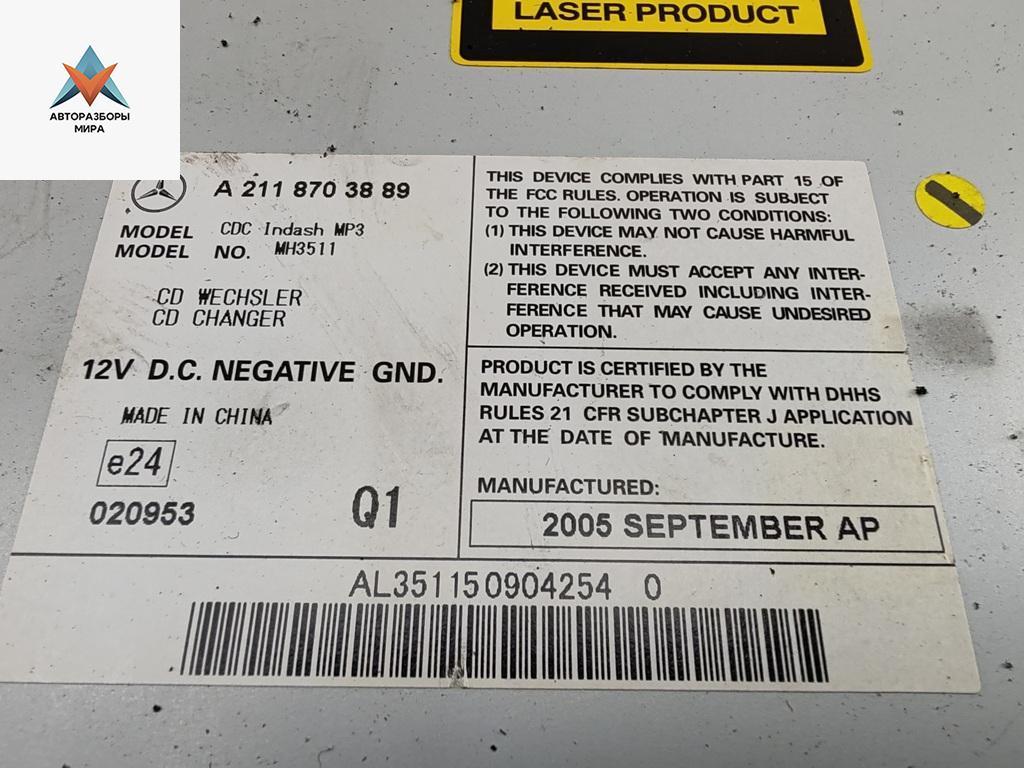 LASER PRODUCT
АВТОРАЗБОРЫ
МИРА
A 211 870 38 89
MODEL CDC Indash MP3
MODEL NO. MH3511
CD WECHSLER
CD CHANGER
12V D.C. NEGATIVE GND.
MADE IN CHINA
e24
020953
Q1
THIS DEVICE COMPLIES WITH PART 15 OF
THE FCC RULES. OPERATION IS SUBJECT
TO THE FOLLOWING TWO CONDITIONS:
(1) THIS DEVICE MAY NOT CAUSE HARMFUL
INTERFERENCE.
(2) THIS DEVICE MUST ACCEPT ANY INTER-
FERENCE RECEIVED INCLUDING INTER-
FERENCE THAT MAY CAUSE UNDESIRED
OPERATION.
PRODUCT IS CERTIFIED BY THE
MANUFACTURER TO COMPLY WITH DHHS
RULES 21 CFR SUBCHAPTER J APPLICATION
AT THE DATE OF MANUFACTURE.
MANUFACTURED:
2005 SEPTEMBER AP
AL351150904254 0